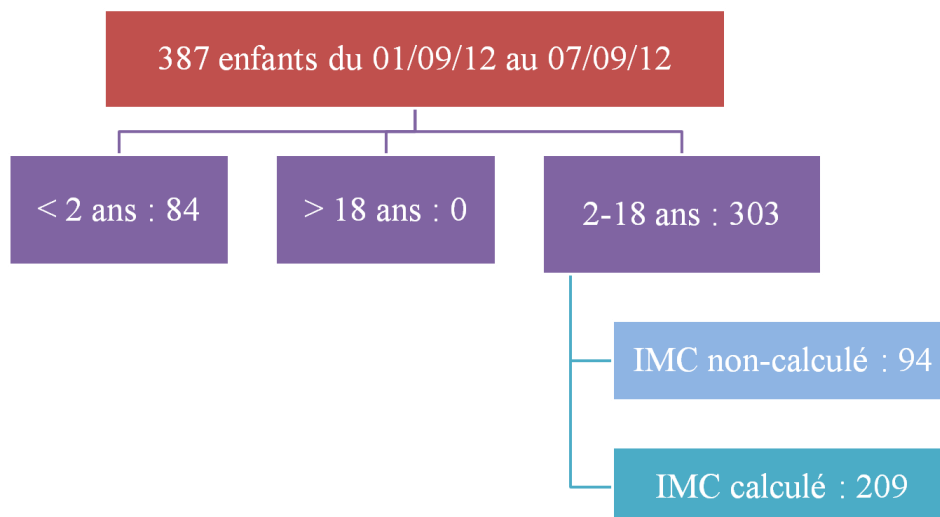 387 enfants du 01/09/12 au 07/09/12
< 2 ans : 84
> 18 ans : 0
2-18 ans : 303
IMC non-calculé : 94
IMC calculé : 209